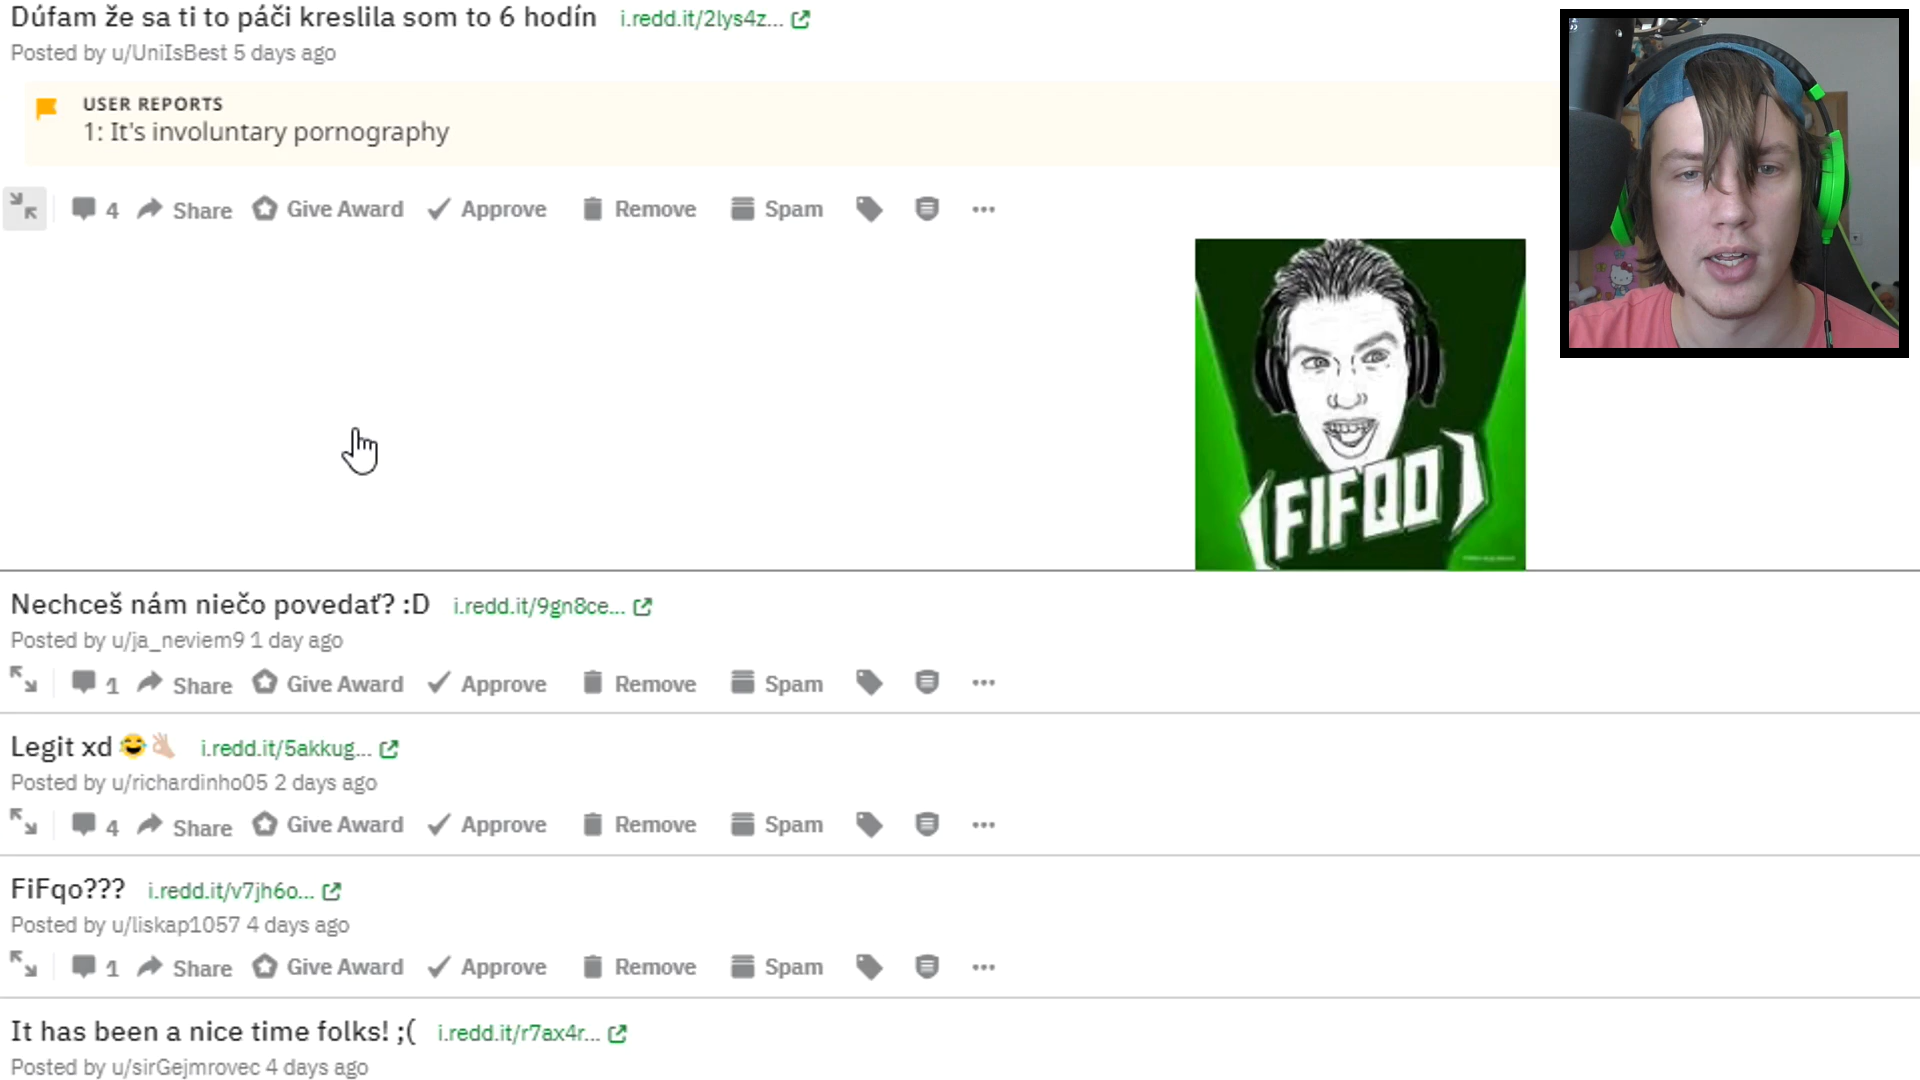 Dúfam že sa ti to páči kreslila som to 6 hodín i.redd.it/2lys4z...
Posted by u/UniIsBest 5 days ago
USER REPORTS
1: It's involuntary pornography
4 Share Give Award Approve Remove Spam
FIFQO
Nechceš nám niečo povedať? :D i.redd.it/9gn8ce...
Posted by u/ja_neviem9 1 day ago
1 Share Give Award Approve Remove Spam
Legit xd 😂👌🏻 i.redd.it/5akkug...
Posted by u/richardinho05 2 days ago
4 Share Give Award Approve Remove Spam
FiFqo??? i.redd.it/v7jh6o...
Posted by u/liskap1057 4 days ago
1 Share Give Award Approve Remove Spam
It has been a nice time folks! ;( i.redd.it/r7ax4r...
Posted by u/sirGejmrovec 4 days ago